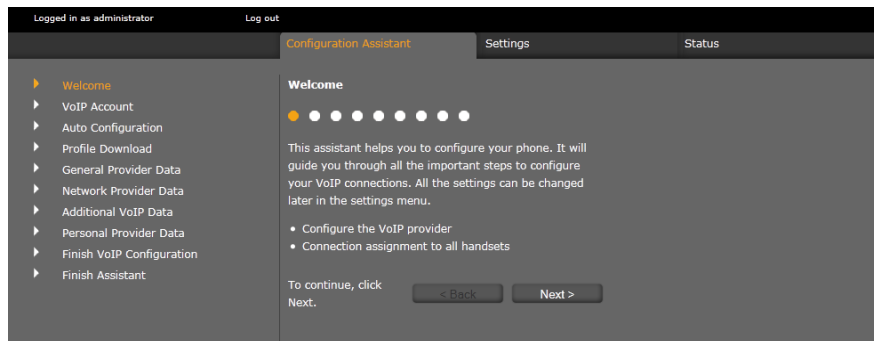 Logged in as administrator Log out
Configuration Assistant Settings Status
Welcome
VoIP Account
Auto Configuration
Profile Download
General Provider Data
Network Provider Data
Additional VoIP Data
Personal Provider Data
Finish VoIP Configuration
Finish Assistant
Welcome
This assistant helps you to configure your phone. It will
guide you through all the important steps to configure
your VoIP connections. All the settings can be changed
later in the settings menu.
• Configure the VoIP provider
• Connection assignment to all handsets
To continue, click
Next.
< Back Next >